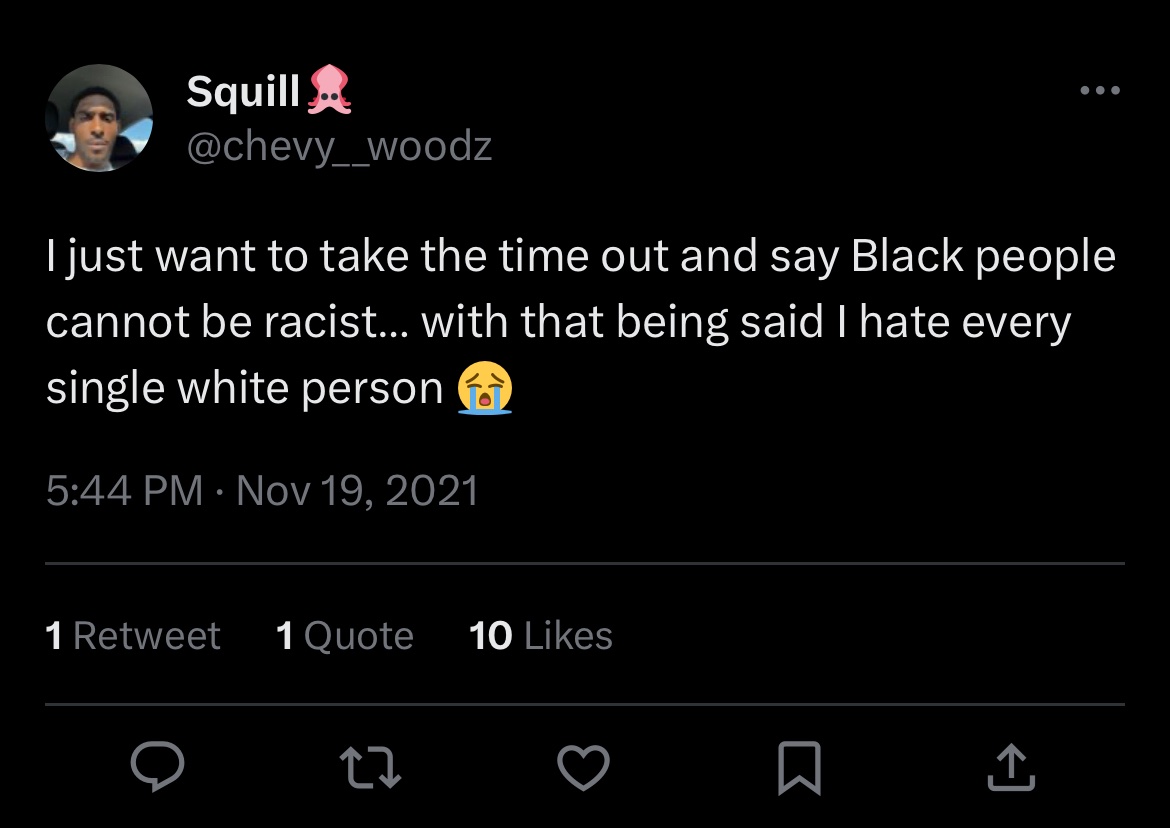 Squill🦑
@chevy__woodz
I just want to take the time out and say Black people
cannot be racist... with that being said I hate every
single white person 😭
5:44 PM · Nov 19, 2021
1 Retweet 1 Quote 10 Likes